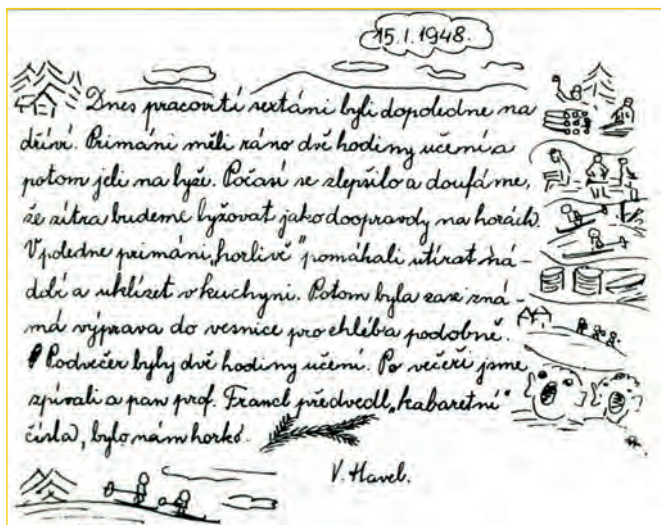 15.I.1948.
Dnes pracovití sextáni byli dopoledne na
dříví. Primáni měli ráno dvě hodiny učení a
potom jeli na lyže. Počasí se zlepšilo a doufáme,
že zítra budeme lyžovat jako doopravdy na horách.
V poledne primáni „horlivě" pomáhali utírat ná-
dobí a uklízet v kuchyni. Potom byla zase zná-
má výprava do vesnice pro chléb a podobně.
Podvečer byly dvě hodiny učení. Po večeři jsme
zpívali a pan prof. Francl předvedl „kabaretní"
čísla, bylo nám horko.
V. Havel.